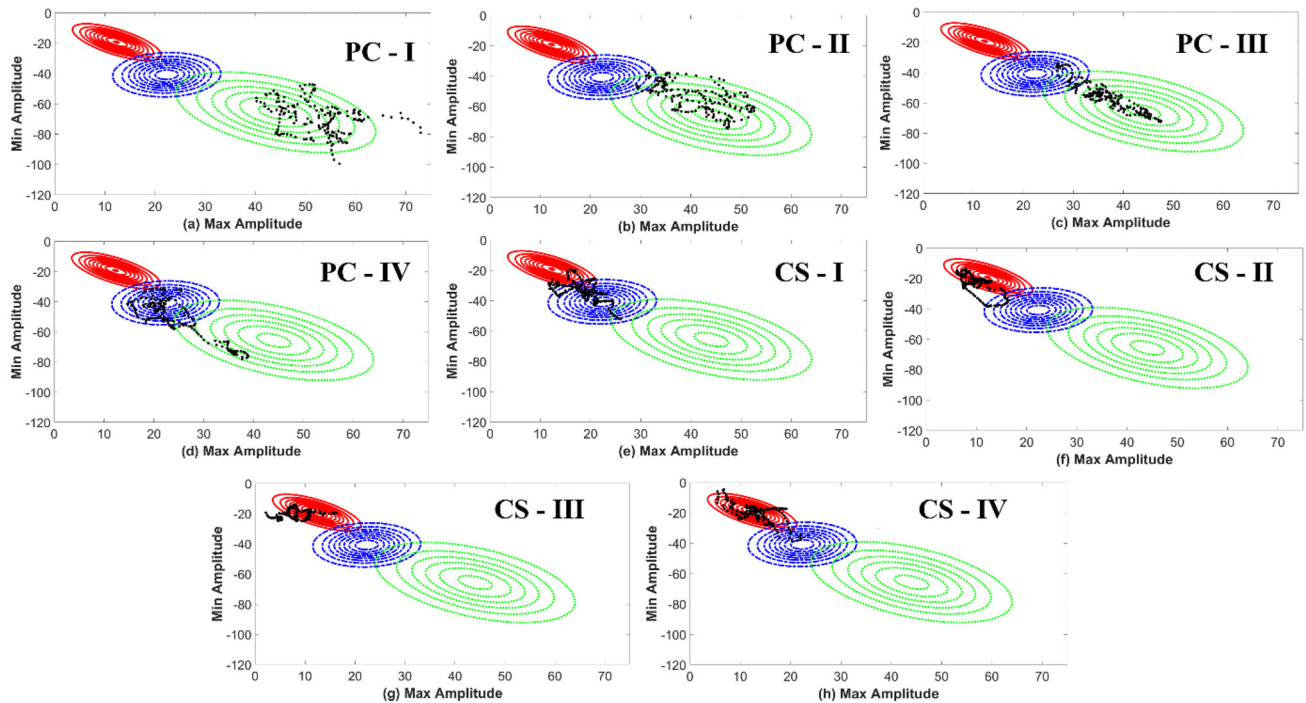 PC - I
Min Amplitude
0
-20
-40
-60
-80
-100
-120
0 10 20 30 40 50 60 70
(a) Max Amplitude
PC - II
Min Amplitude
0
-20
-40
-60
-80
-100
-120
0 10 20 30 40 50 60 70
(b) Max Amplitude
PC - III
Min Amplitude
0
-20
-40
-60
-80
-100
-120
0 10 20 30 40 50 60 70
(c) Max Amplitude
PC - IV
Min Amplitude
0
-20
-40
-60
-80
-100
-120
0 10 20 30 40 50 60 70
(d) Max Amplitude
CS - I
Min Amplitude
0
-20
-40
-60
-80
-100
-120
0 10 20 30 40 50 60 70
(e) Max Amplitude
CS - II
Min Amplitude
0
-20
-40
-60
-80
-100
-120
0 10 20 30 40 50 60 70
(f) Max Amplitude
CS - III
Min Amplitude
0
-20
-40
-60
-80
-100
-120
0 10 20 30 40 50 60 70
(g) Max Amplitude
CS - IV
Min Amplitude
0
-20
-40
-60
-80
-100
-120
0 10 20 30 40 50 60 70
(h) Max Amplitude